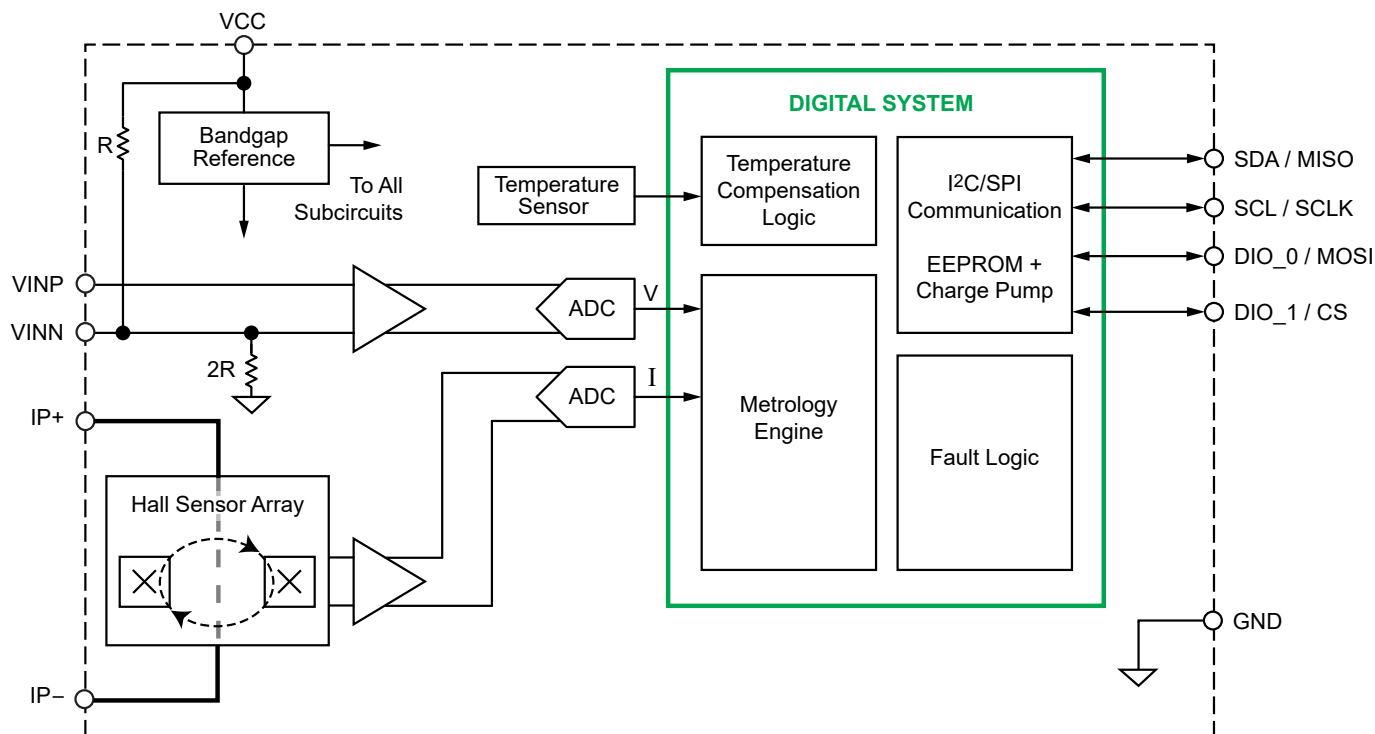 VCC
DIGITAL SYSTEM
R
Bandgap
Reference
To All
Subcircuits
Temperature
Sensor
Temperature
Compensation
Logic
I²C/SPI
Communication
EEPROM +
Charge Pump
SDA / MISO
SCL / SCLK
DIO_0 / MOSI
DIO_1 / CS
VINP
VINN
2R
ADC
V
ADC
I
Metrology
Engine
Fault Logic
IP+
Hall Sensor Array
IP–
GND